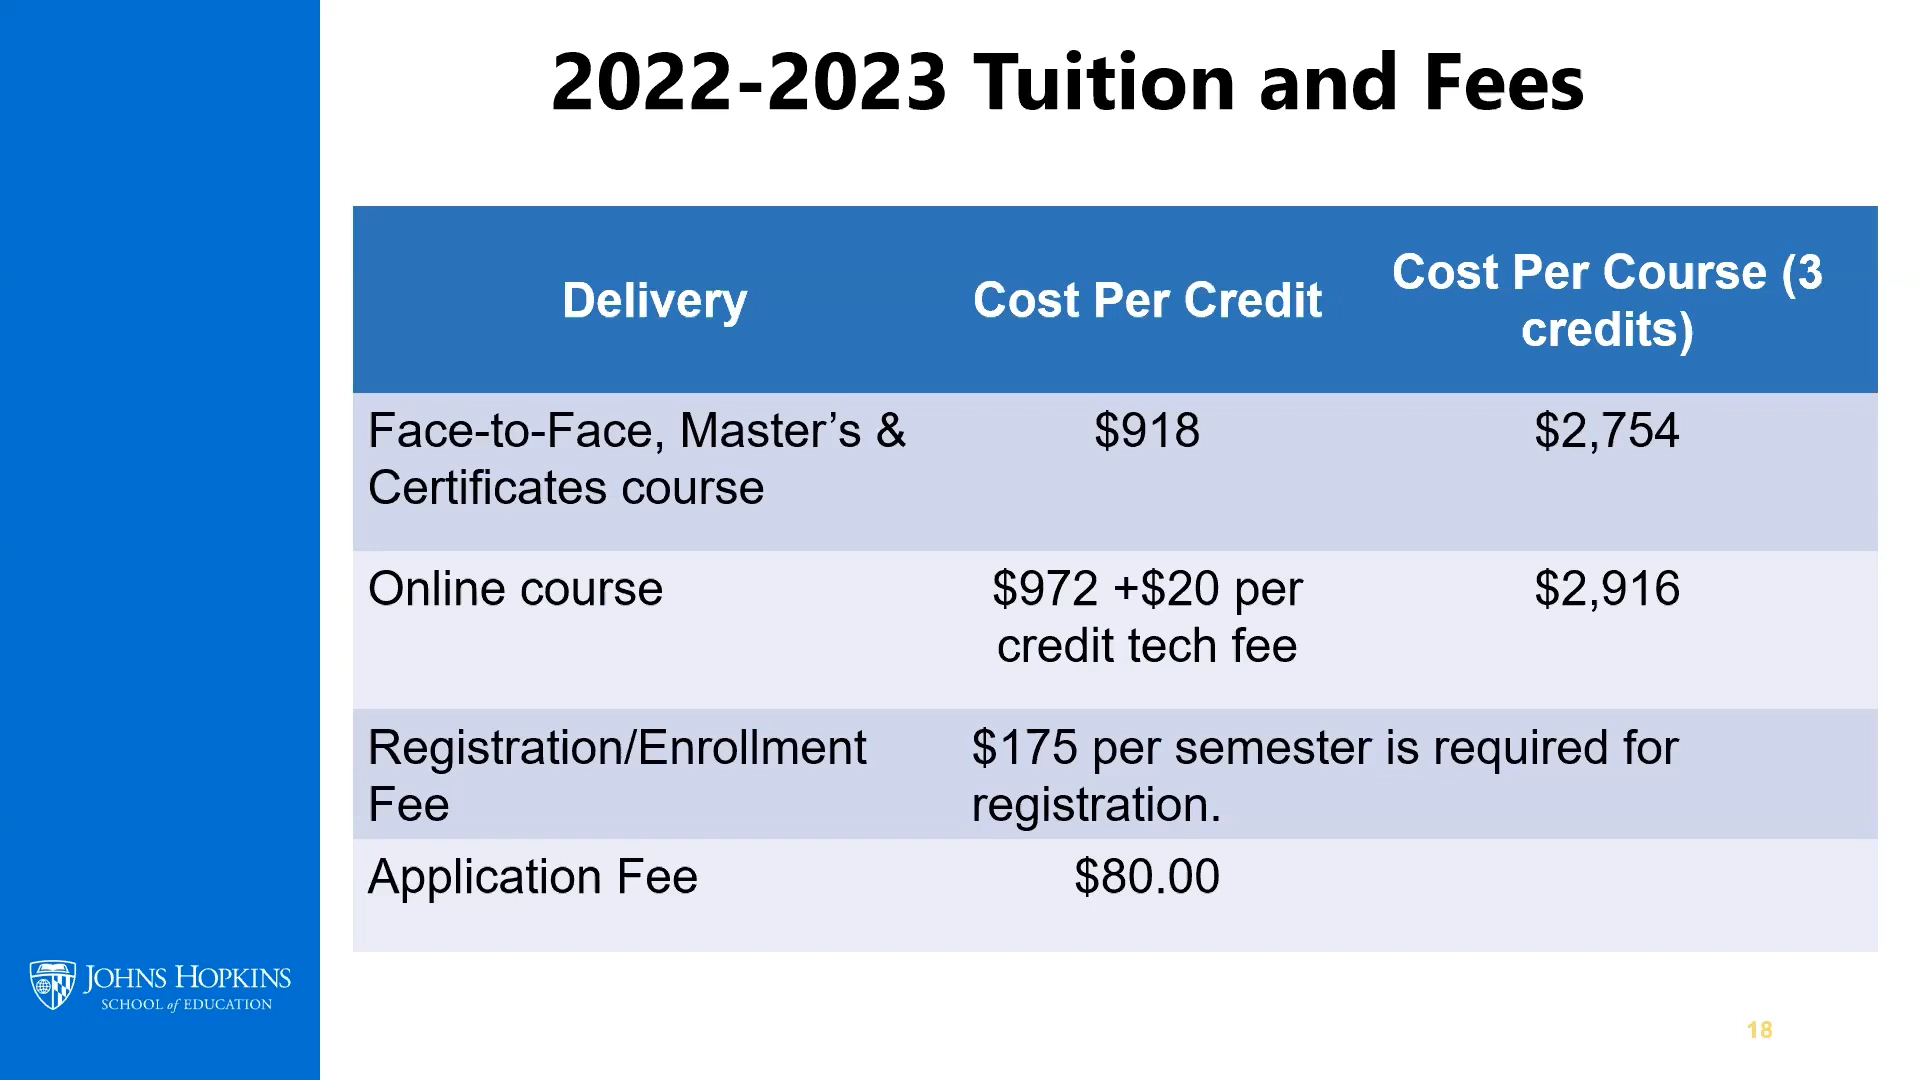 2022-2023 Tuition and Fees
Delivery
Cost Per Credit
Cost Per Course (3
credits)
Face-to-Face, Master’s &
Certificates course
$918
$2,754
Online course
$972 +$20 per
credit tech fee
$2,916
Registration/Enrollment
Fee
$175 per semester is required for
registration.
Application Fee
$80.00
JOHNS HOPKINS
SCHOOL of EDUCATION
18